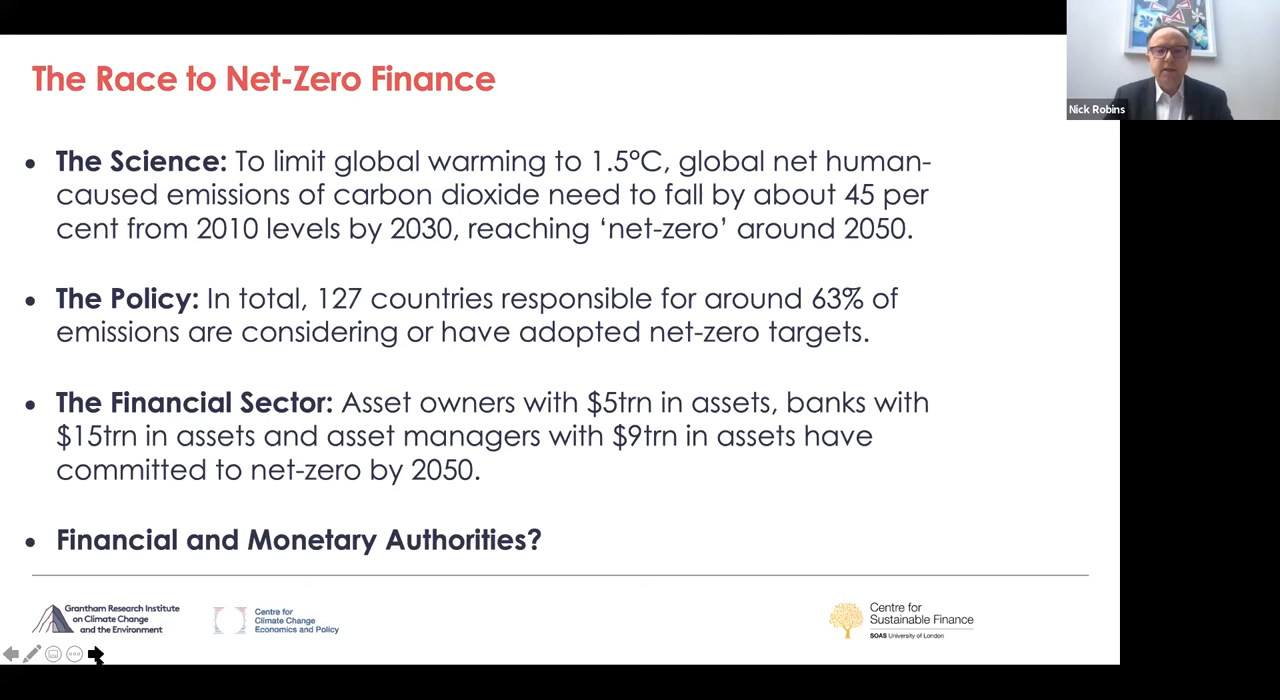 The Race to Net-Zero Finance
Nick Robins
• The Science: To limit global warming to 1.5°C, global net human-
caused emissions of carbon dioxide need to fall by about 45 per
cent from 2010 levels by 2030, reaching ‘net-zero’ around 2050.
• The Policy: In total, 127 countries responsible for around 63% of
emissions are considering or have adopted net-zero targets.
• The Financial Sector: Asset owners with $5trn in assets, banks with
$15trn in assets and asset managers with $9trn in assets have
committed to net-zero by 2050.
• Financial and Monetary Authorities?
Grantham Research Institute
on Climate Change
and the Environment
Centre for
Climate Change
Economics and Policy
Centre for
Sustainable Finance
SOAS University of London